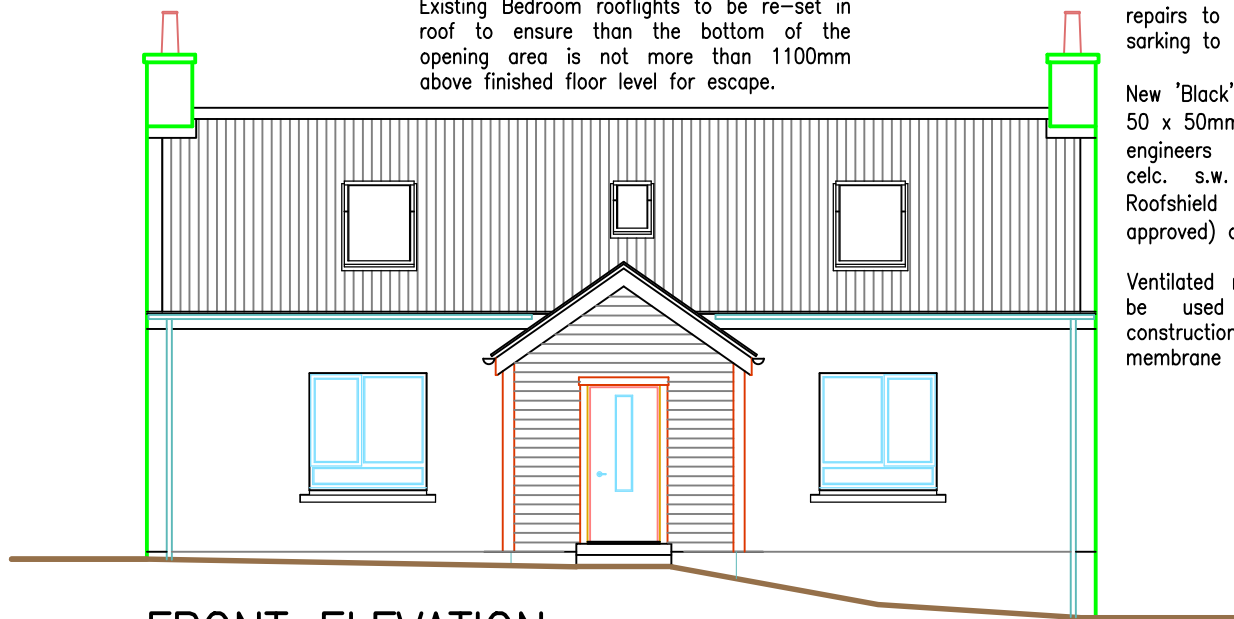 Existing Bedroom rooflights to be re-set in
roof to ensure than the bottom of the
opening area is not more than 1100mm
above finished floor level for escape.
repairs to
sarking to
New 'Black'
50 x 50mm
engineers
celc. s.w.
Roofshield
approved)
Ventilated
be used
construction
membrane
FRONT ELEVATION